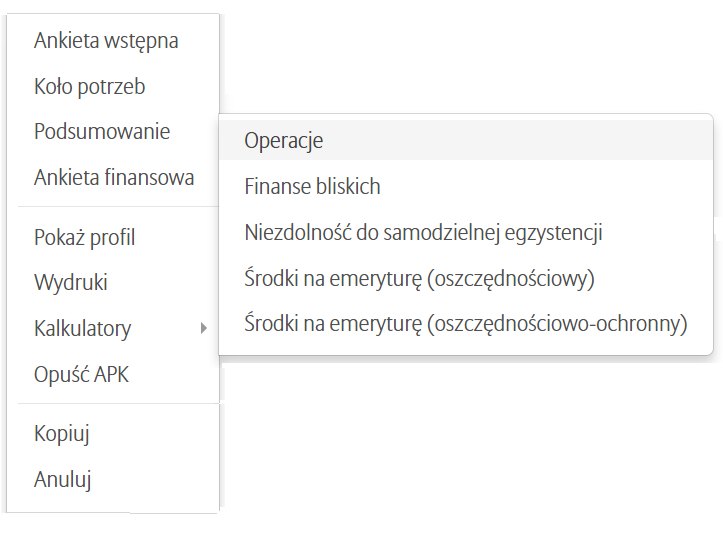 Ankieta wstępna
Koło potrzeb
Podsumowanie
Ankieta finansowa
Pokaż profil
Wydruki
Kalkulatory
Opuść APK
Kopiuj
Anuluj
Operacje
Finanse bliskich
Niezdolność do samodzielnej egzystencji
Środki na emeryturę (oszczędnościowy)
Środki na emeryturę (oszczędnościowo-ochronny)